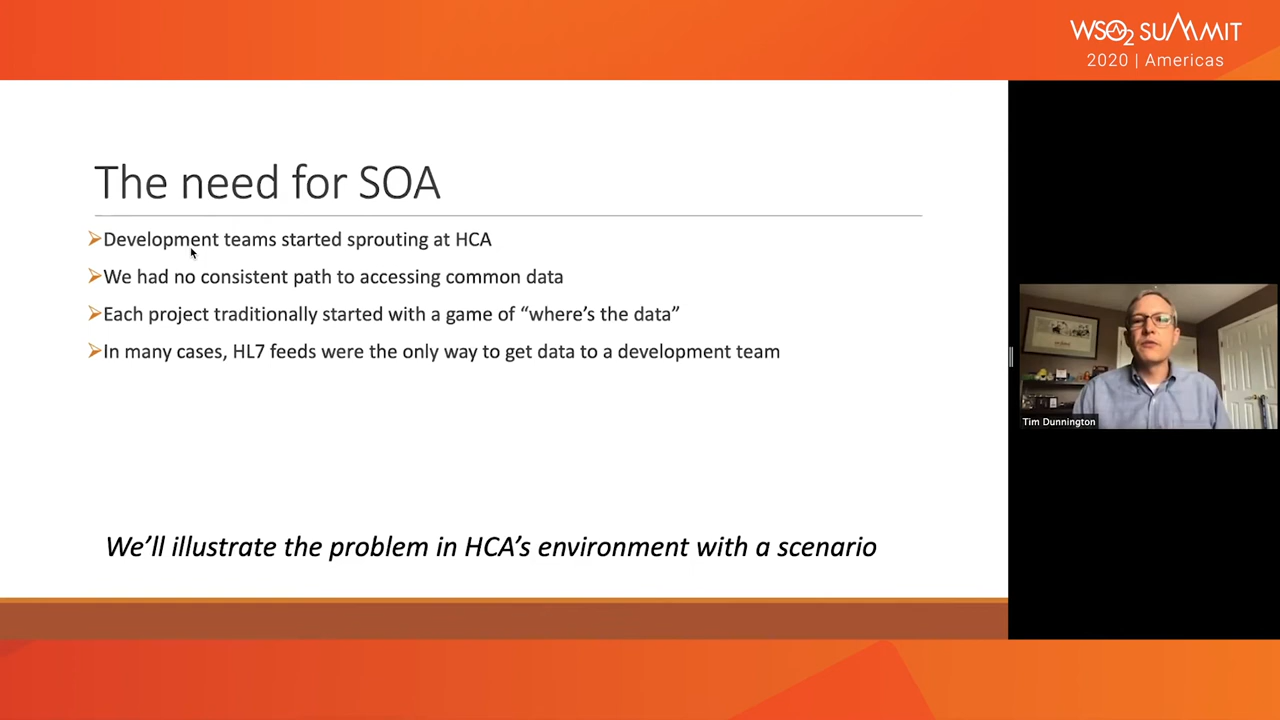 WSO2 SUMMIT
2020 | Americas
The need for SOA
Development teams started sprouting at HCA
We had no consistent path to accessing common data
Each project traditionally started with a game of “where’s the data”
In many cases, HL7 feeds were the only way to get data to a development team
We’ll illustrate the problem in HCA’s environment with a scenario
Tim Dunnington